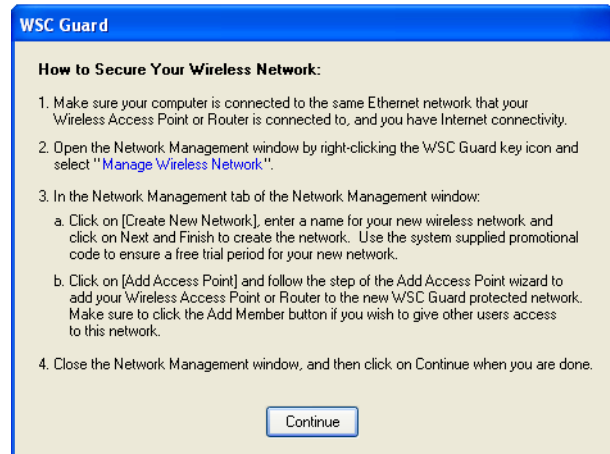 WSC Guard
How to Secure Your Wireless Network:
1. Make sure your computer is connected to the same Ethernet network that your
Wireless Access Point or Router is connected to, and you have Internet connectivity.
2. Open the Network Management window by right-clicking the WSC Guard key icon and
select "Manage Wireless Network".
3. In the Network Management tab of the Network Management window:
a. Click on [Create New Network], enter a name for your new wireless network and
click on Next and Finish to create the network. Use the system supplied promotional
code to ensure a free trial period for your new network.
b. Click on [Add Access Point] and follow the step of the Add Access Point wizard to
add your Wireless Access Point or Router to the new WSC Guard protected network.
Make sure to click the Add Member button if you wish to give other users access
to this network.
4. Close the Network Management window, and then click on Continue when you are done.
Continue